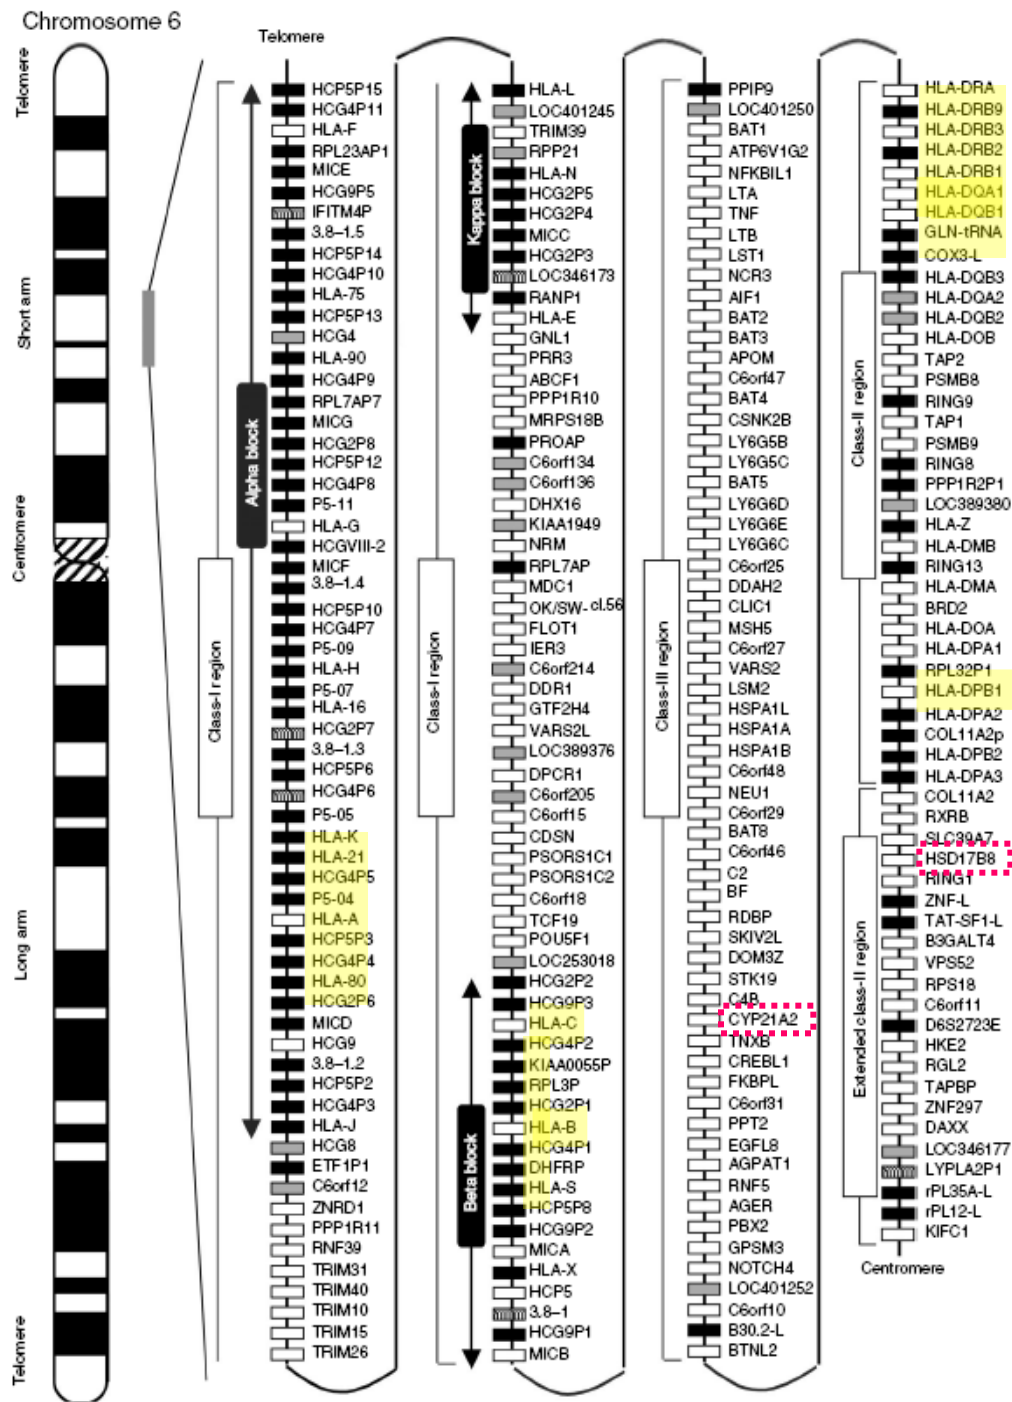 Chromosome 6
Telomere
Short arm
Centromere
Long arm
Telomere
Telomere
Alpha block
Class-I region
HCP5P15
HCG4P11
HLA-F
RPL23AP1
MICE
HCG9P5
IFITM4P
3.8–1.5
HCP5P14
HCG4P10
HLA-75
HCP5P13
HCG4
HLA-90
HCG4P9
RPL7AP7
MICG
HCG2P8
HCP5P12
HCG4P8
P5-11
HLA-G
HCGVIII-2
MICF
3.8–1.4
HCP5P10
HCG4P7
P5-09
HLA-H
P5-07
HLA-16
HCG2P7
3.8–1.3
HCP5P6
HCG4P6
P5-05
HLA-K
HLA-21
HCG4P5
P5-04
HLA-A
HCP5P3
HCG4P4
HLA-80
HCG2P6
MICD
HCG9
3.8–1.2
HCP5P2
HCG4P3
HLA-J
HCG8
ETF1P1
C6orf12
ZNRD1
PPP1R11
RNF39
TRIM31
TRIM40
TRIM10
TRIM15
TRIM26
Kappa block
Class-I region
Beta block
HLA-L
LOC401245
TRIM39
RPP21
HLA-N
HCG2P5
HCG2P4
MICC
HCG2P3
LOC346173
RANP1
HLA-E
GNL1
PRR3
ABCF1
PPP1R10
MRPS18B
PROAP
C6orf134
C6orf136
DHX16
KIAA1949
NRM
RPL7AP
MDC1
OK/SW-cl.56
FLOT1
IER3
C6orf214
DDR1
GTF2H4
VARS2L
LOC389376
DPCR1
C6orf205
C6orf15
CDSN
PSORS1C1
PSORS1C2
C6orf18
TCF19
POU5F1
LOC253018
HCG2P2
HCG9P3
HLA-C
HCG4P2
KIAA0055P
RPL3P
HCG2P1
HLA-B
HCG4P1
DHFRP
HLA-S
HCP5P8
HCG9P2
MICA
HLA-X
HCP5
3.8–1
HCG9P1
MICB
Class-III region
PPIP9
LOC401250
BAT1
ATP6V1G2
NFKBIL1
LTA
TNF
LTB
LST1
NCR3
AIF1
BAT2
BAT3
APOM
C6orf47
BAT4
CSNK2B
LY6G5B
LY6G5C
BAT5
LY6G6D
LY6G6E
LY6G6C
C6orf25
DDAH2
CLIC1
MSH5
C6orf27
VARS2
LSM2
HSPA1L
HSPA1A
HSPA1B
C6orf48
NEU1
C6orf29
BAT8
C6orf46
C2
BF
RDBP
SKIV2L
DOM3Z
STK19
C4B
CYP21A2
TNXB
CREBL1
FKBPL
C6orf31
PPT2
EGFL8
AGPAT1
RNF5
AGER
PBX2
GPSM3
NOTCH4
LOC401252
C6orf10
B30.2-L
BTNL2
Class-II region
Extended class-II region
HLA-DRA
HLA-DRB9
HLA-DRB3
HLA-DRB2
HLA-DRB1
HLA-DQA1
HLA-DQB1
GLN-tRNA
COX3-L
HLA-DQB3
HLA-DQA2
HLA-DQB2
HLA-DOB
TAP2
PSMB8
RING9
TAP1
PSMB9
RING8
PPP1R2P1
LOC389380
HLA-Z
HLA-DMB
RING13
HLA-DMA
BRD2
HLA-DOA
HLA-DPA1
RPL32P1
HLA-DPB1
HLA-DPA2
COL11A2p
HLA-DPB2
HLA-DPA3
COL11A2
RXRB
SLC39A7
HSD17B8
RING1
ZNF-L
TAT-SF1-L
B3GALT4
VPS52
RPS18
C6orf11
D6S2723E
HKE2
RGL2
TAPBP
ZNF297
DAXX
LOC346177
LYPLA2P1
rPL35A-L
rPL12-L
KIFC1
Centromere